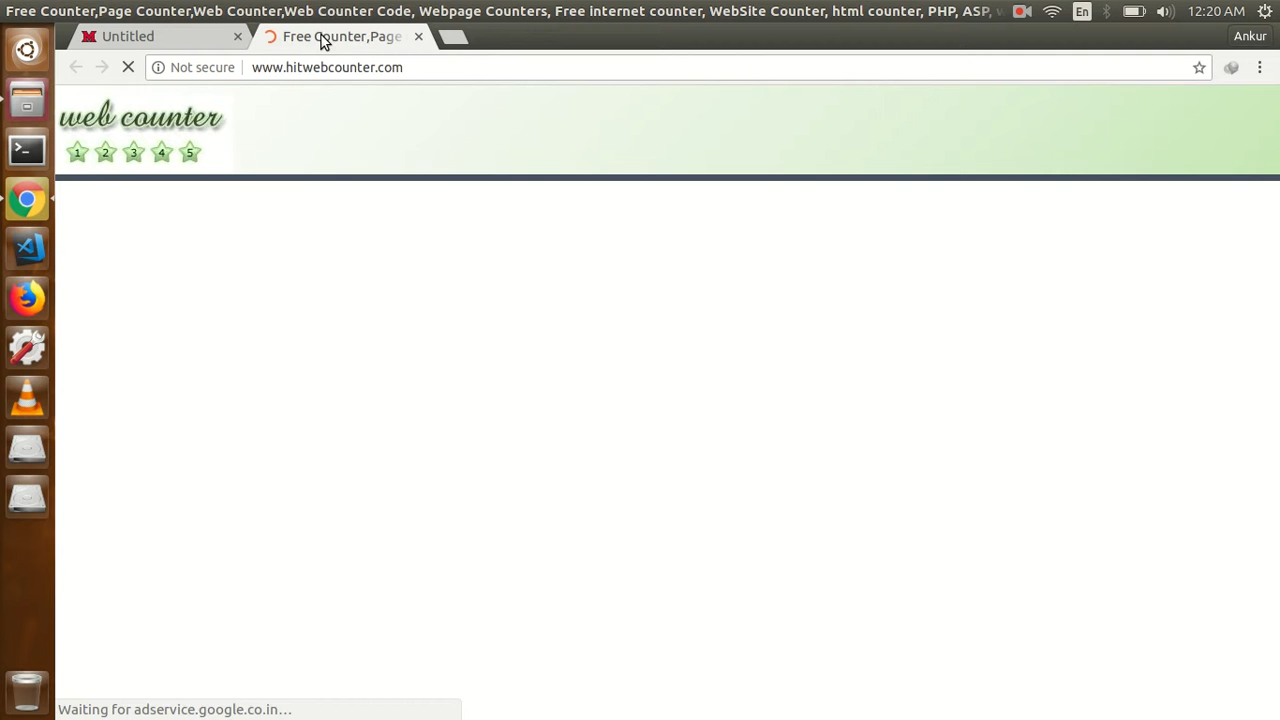 Free Counter,Page Counter,Web Counter,Web Counter Code, Webpage Counters, Free internet counter, WebSite Counter, html counter, PHP, ASP,
En
12:20 AM
Untitled
Free Counter,Page
Ankur
Not secure
www.hitwebcounter.com
web counter
1 2 3 4 5
Waiting for adservice.google.co.in…